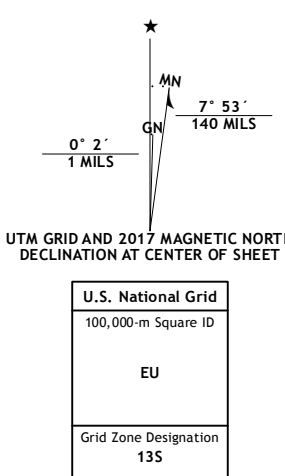 ★
MN
7° 53´
140 MILS
GN
0° 2´
1 MILS
UTM GRID AND 2017 MAGNETIC NORT
DECLINATION AT CENTER OF SHEET
U.S. National Grid
100,000-m Square ID
EU
Grid Zone Designation
13S